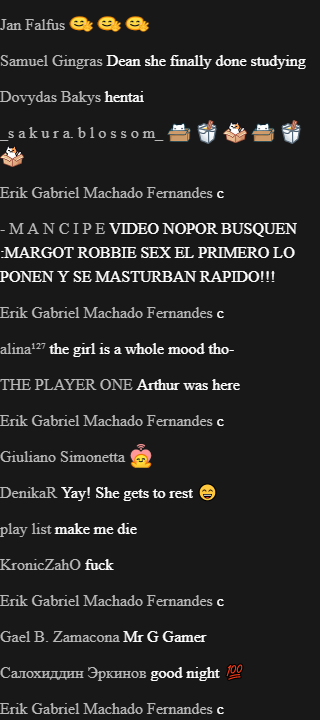 Jan Falfus 🫠 🫠 🫠
Samuel Gingras Dean she finally done studying
Dovydas Bakys hentai
_s a k u r a. b l o s s o m_
Erik Gabriel Machado Fernandes c
- M A N C I P E VIDEO NOPOR BUSQUEN
:MARGOT ROBBIE SEX EL PRIMERO LO
PONEN Y SE MASTURBAN RAPIDO!!!
Erik Gabriel Machado Fernandes c
alina¹²⁷ the girl is a whole mood tho-
THE PLAYER ONE Arthur was here
Erik Gabriel Machado Fernandes c
Giuliano Simonetta
DenikaR Yay! She gets to rest 😄
play list make me die
KronicZahO fuck
Erik Gabriel Machado Fernandes c
Gael B. Zamacona Mr G Gamer
Салохиддин Эркинов good night 💯
Erik Gabriel Machado Fernandes c